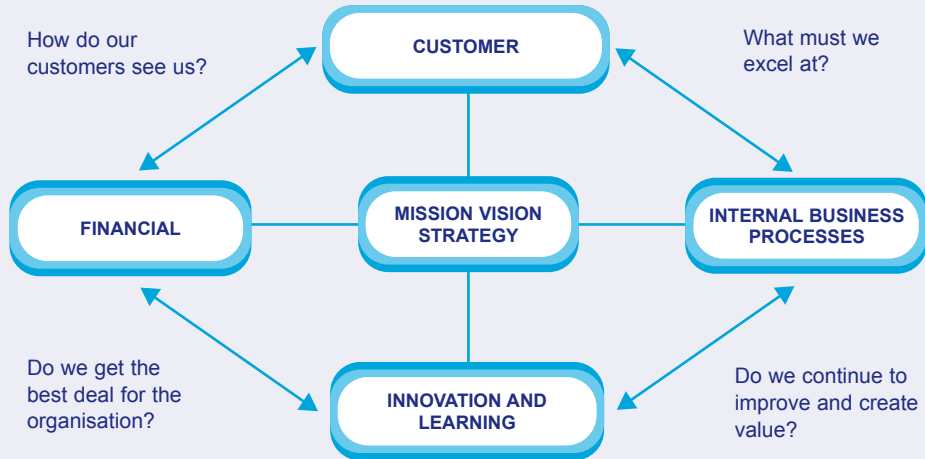 How do our
customers see us?
CUSTOMER
What must we
excel at?
FINANCIAL
MISSION VISION
STRATEGY
INTERNAL BUSINESS
PROCESSES
Do we get the
best deal for the
organisation?
INNOVATION AND
LEARNING
Do we continue to
improve and create
value?